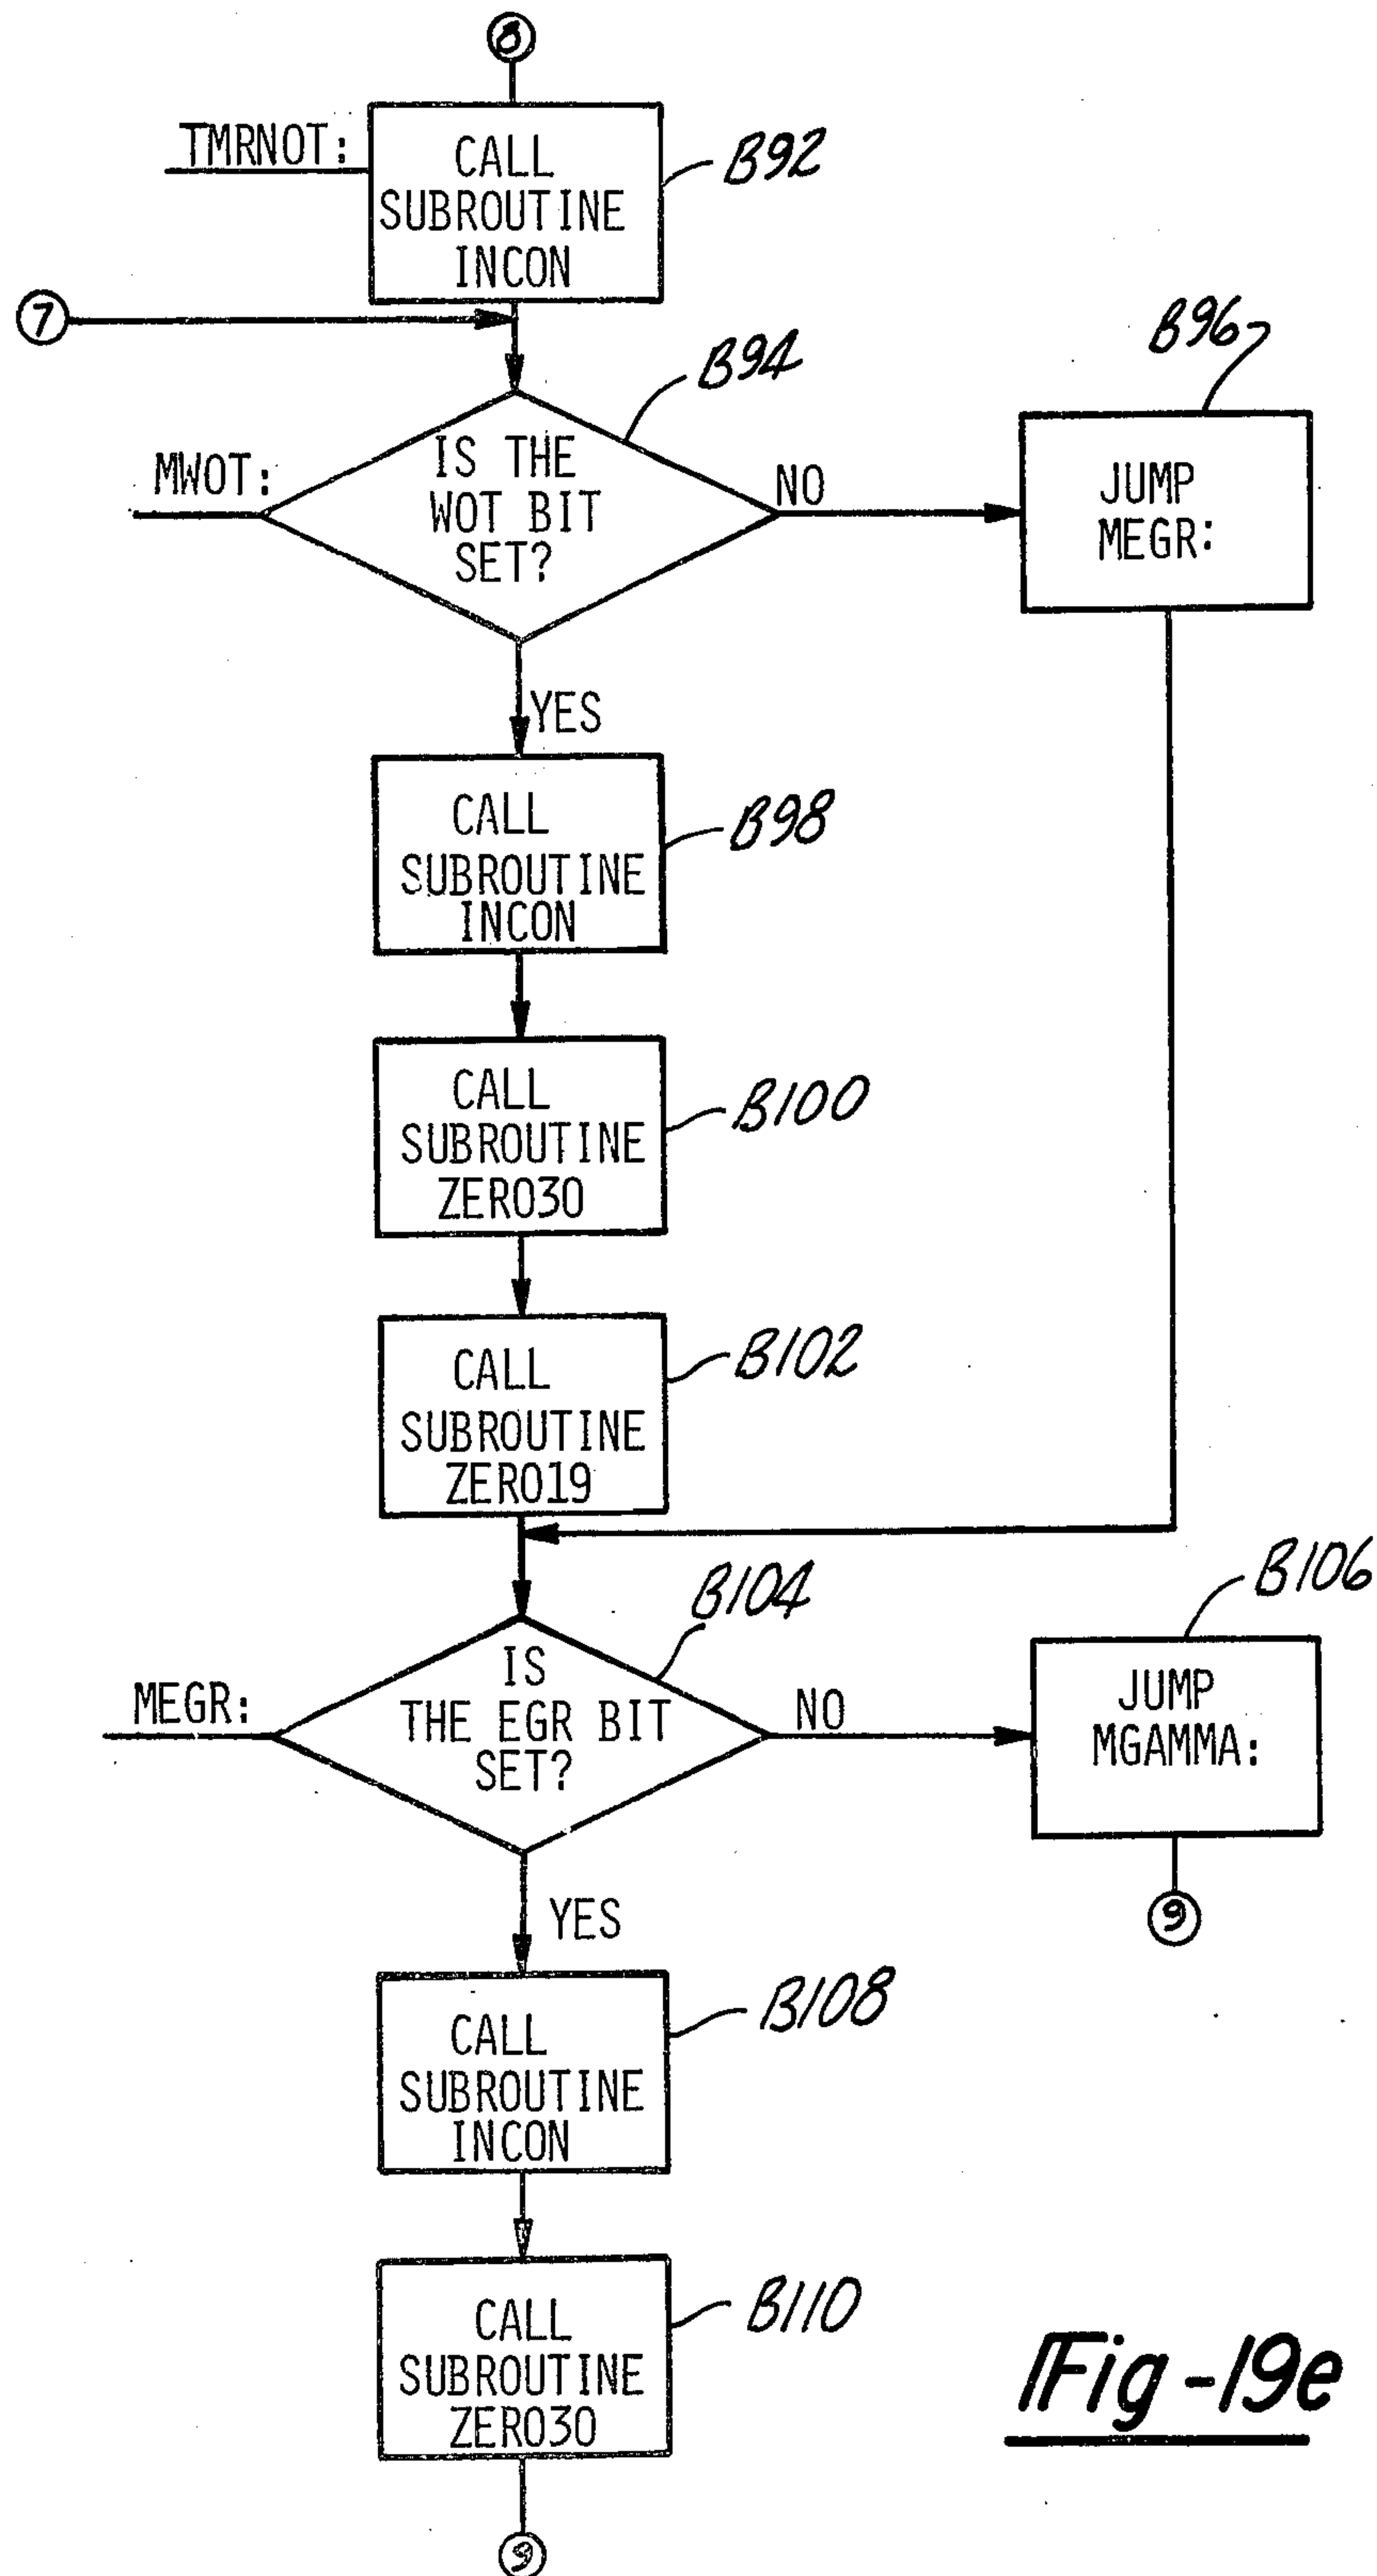 8
TMRNOT:
CALL
SUBROUTINE
INCON
B92
7
B94
B96
MWOT:
IS THE
WOT BIT
SET?
NO
JUMP
MEGR:
YES
CALL
SUBROUTINE
INCON
B98
CALL
SUBROUTINE
ZERO30
B100
CALL
SUBROUTINE
ZERO19
B102
B104
B106
MEGR:
IS
THE EGR BIT
SET?
NO
JUMP
MGAMMA:
9
YES
CALL
SUBROUTINE
INCON
B108
CALL
SUBROUTINE
ZERO30
B110
9
Fig-19e